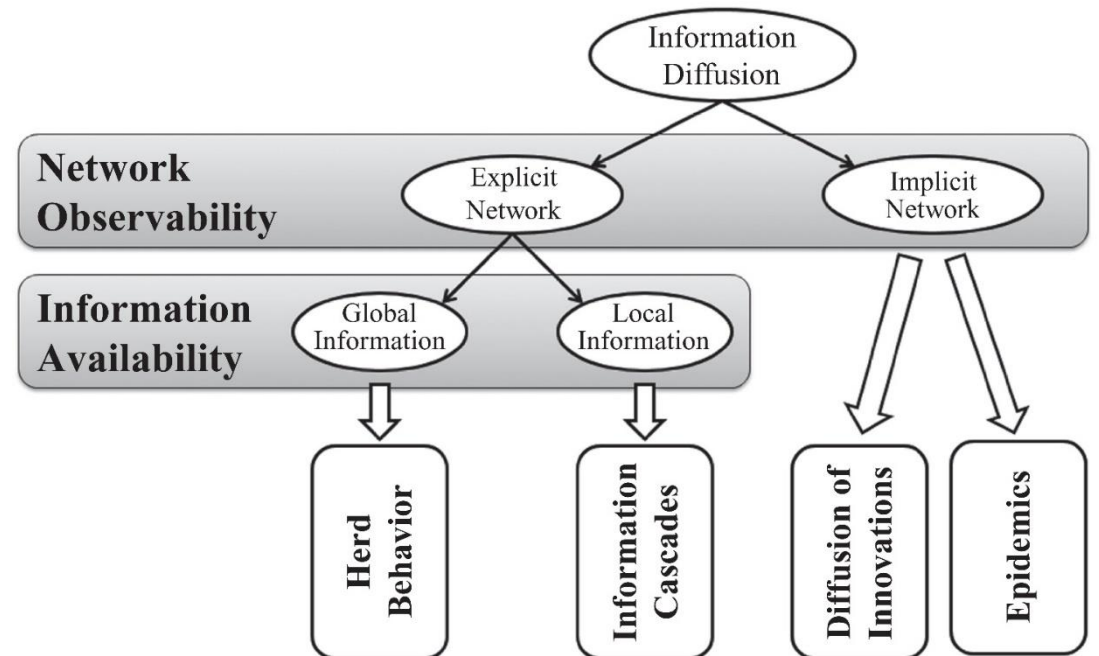 Information
Diffusion
Network
Observability
Explicit
Network
Implicit
Network
Information
Availability
Global
Information
Local
Information
Herd
Behavior
Information
Cascades
Diffusion of
Innovations
Epidemics